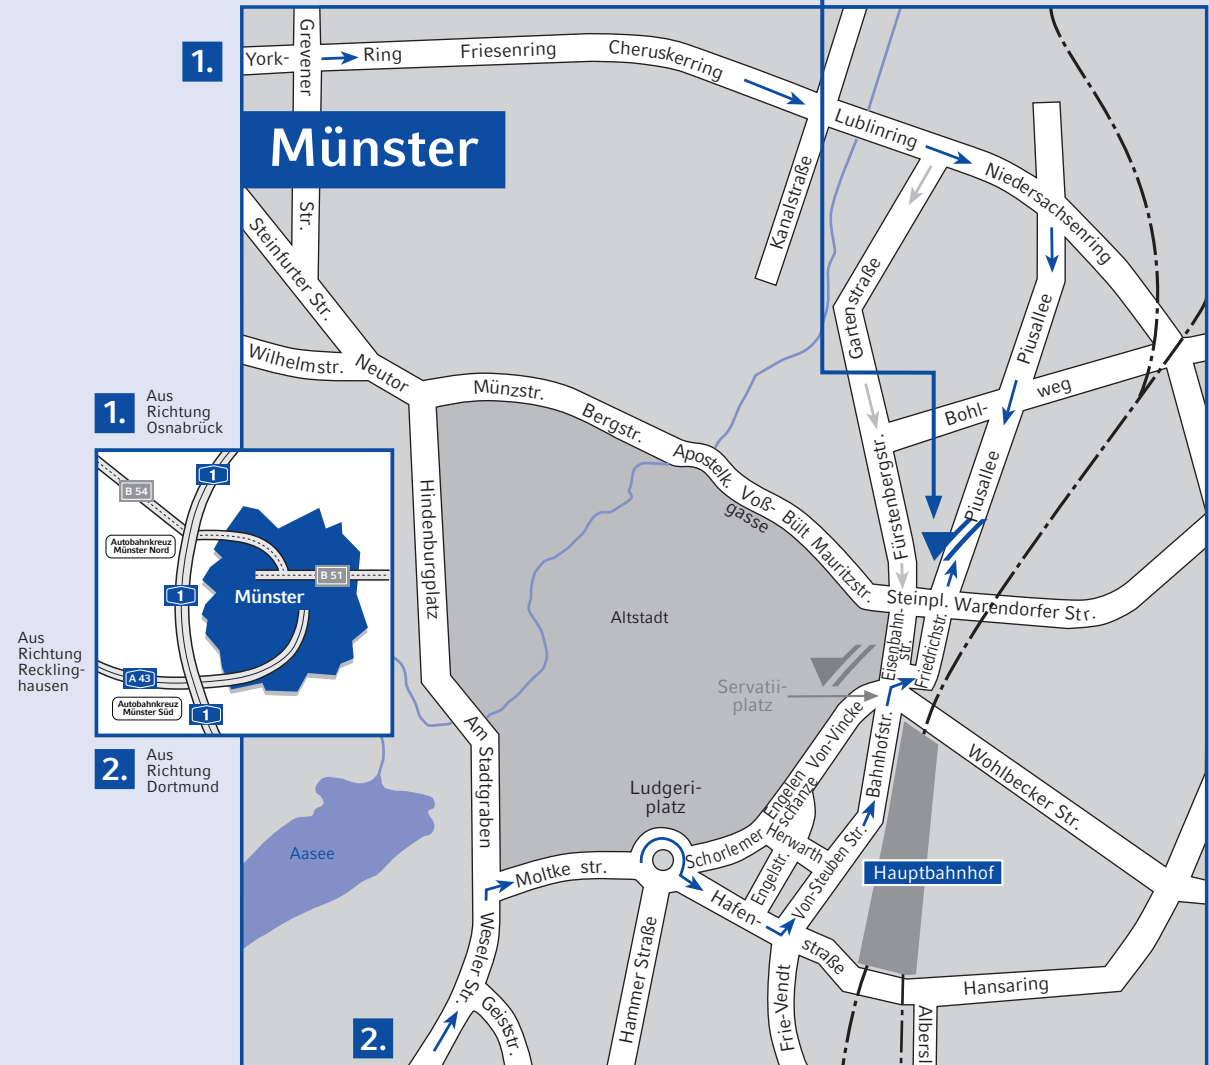 1.
York-
Grevener
Ring
Friesenring
Cheruskerring
Lublinring
Niedersachsenring
Münster
Str.
Steinfurter Str.
Kanalstraße
Gartenstraße
Piusallee
Wilhelmstr.
Neutor
Münzstr.
Bergstr.
Apostelk.
Voß-
gasse
Bült
Mauritzstr.
Bohl-
weg
1.
Aus
Richtung
Osnabrück
1
B 54
Autobahnkreuz
Münster Nord
B 51
1
Münster
A 43
Autobahnkreuz
Münster Süd
1
Aus
Richtung
Reckling-
hausen
2.
Aus
Richtung
Dortmund
Hindenburgplatz
Fürstenbergstr.
Piusallee
Steinpl.
Warendorfer Str.
Altstadt
Eisenbahn-
str.
Friedrichstr.
Servatii-
platz
Am Stadtgraben
Von-Vincke
Bahnhofstr.
Wohlbecker Str.
Ludgeri-
platz
Engelen
schanze
Aasee
Schorlemer
Herwarth
Engelstr.
Von-Steuben Str.
Hauptbahnhof
Moltke str.
Hafen-
straße
Weseler Str.
Geiststr.
Hammer Straße
Frie-Vendt
Hansaring
Albersl
2.